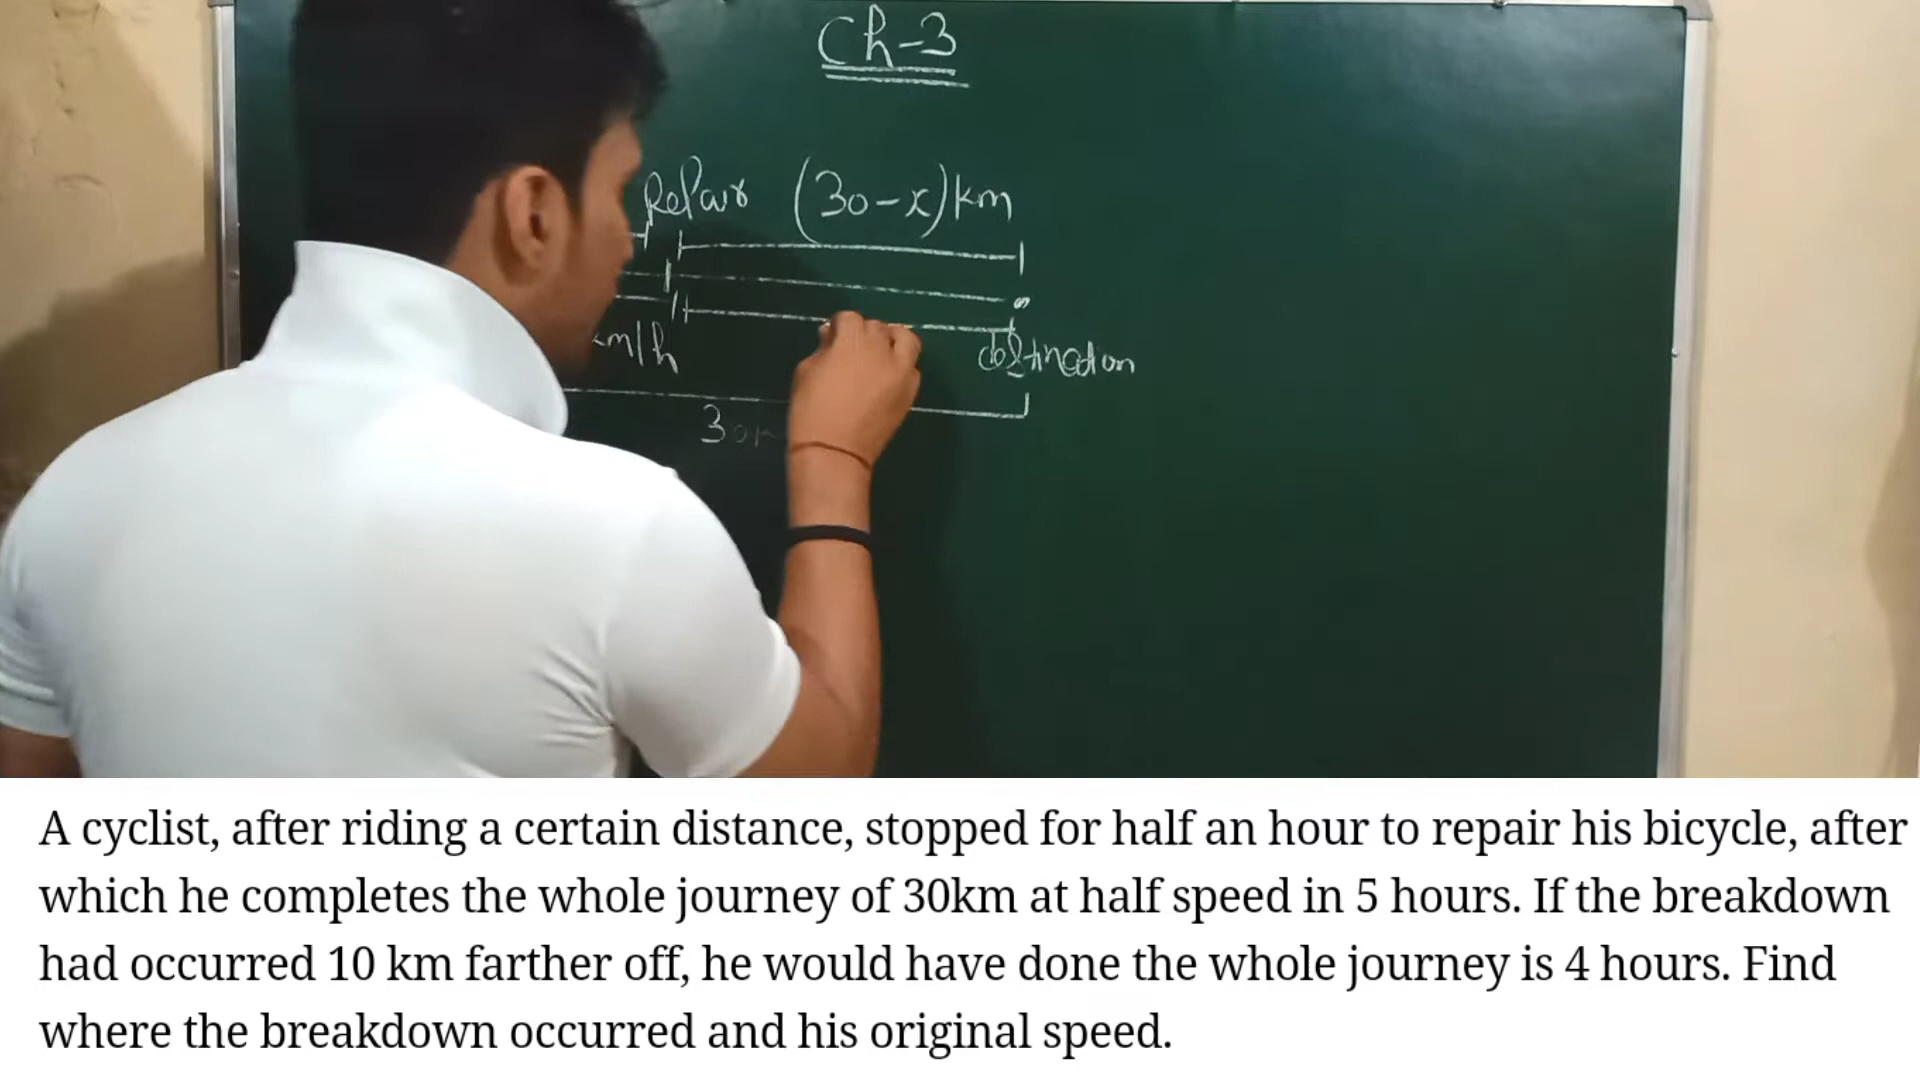 Ch-3
Repair (30-x)km
m/h destination
30
A cyclist, after riding a certain distance, stopped for half an hour to repair his bicycle, after
which he completes the whole journey of 30km at half speed in 5 hours. If the breakdown
had occurred 10 km farther off, he would have done the whole journey is 4 hours. Find
where the breakdown occurred and his original speed.